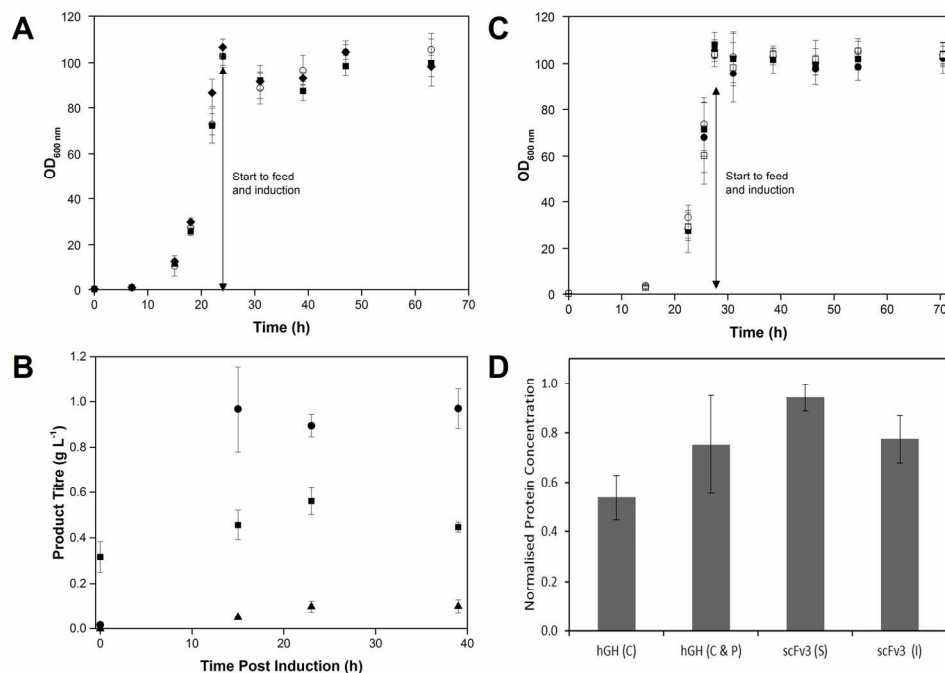 A
OD600 nm
120
100
80
60
40
20
0
Start to feed
and induction
0 10 20 30 40 50 60 70
Time (h)
C
OD600 nm
120
100
80
60
40
20
0
Start to feed
and induction
0 10 20 30 40 50 60 70
Time (h)
B
Product Titre (g L-1)
1.2
1.0
0.8
0.6
0.4
0.2
0.0
0 10 20 30 40
Time Post Induction (h)
D
Normalised Protein Concentration
1.0
0.8
0.6
0.4
0.2
0.0
hGH (C) hGH (C & P) scFv3 (S) scFv3 (I)